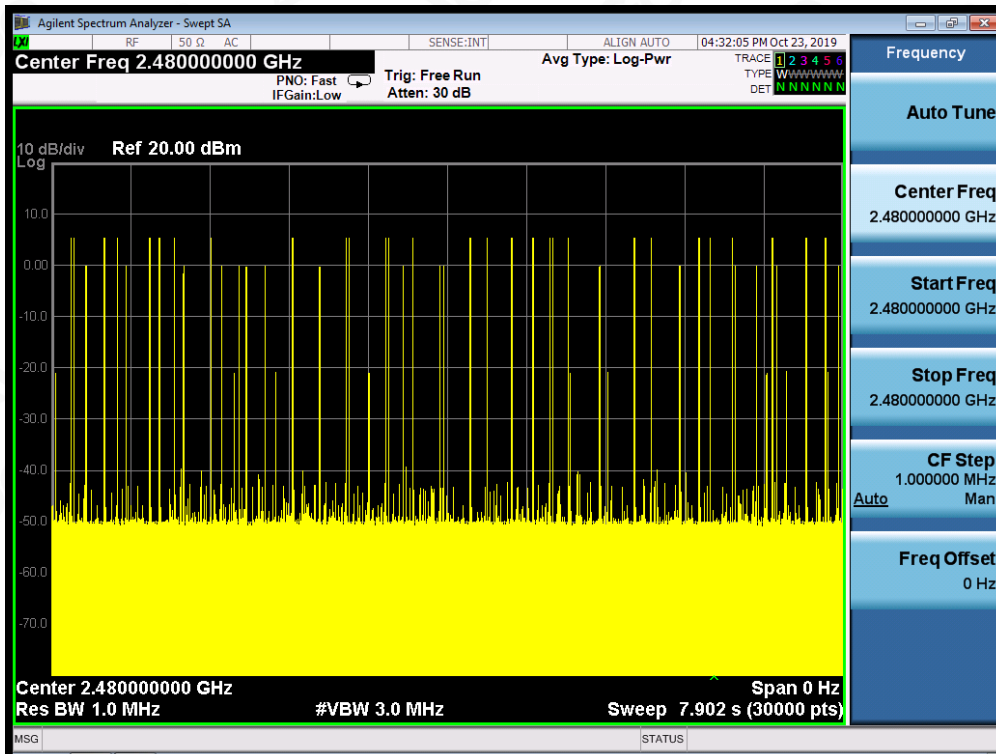 Agilent Spectrum Analyzer - Swept SA
LXI RF 50 Ω AC SENSE:INT ALIGN AUTO 04:32:05 PM Oct 23, 2019
Center Freq 2.480000000 GHz
PNO: Fast
IFGain:Low
Trig: Free Run
Atten: 30 dB
Avg Type: Log-Pwr
TRACE 1 2 3 4 5 6
TYPE WWWWWWW
DET N N N N N N
10 dB/div
Log
Ref 20.00 dBm
10.0
0.00
-10.0
-20.0
-30.0
-40.0
-50.0
-60.0
-70.0
Center 2.480000000 GHz
Span 0 Hz
Res BW 1.0 MHz
#VBW 3.0 MHz
Sweep 7.902 s (30000 pts)
MSG
STATUS
Frequency
Auto Tune
Center Freq
2.480000000 GHz
Start Freq
2.480000000 GHz
Stop Freq
2.480000000 GHz
CF Step
1.000000 MHz
Auto Man
Freq Offset
0 Hz